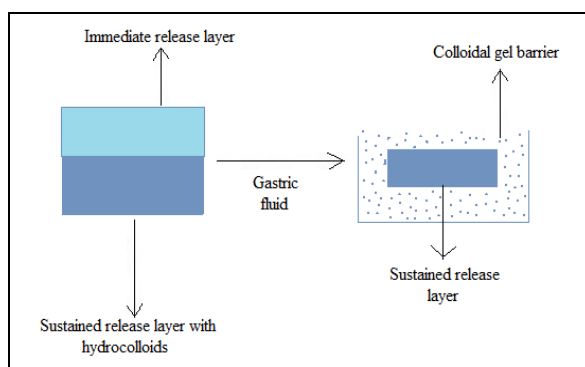 Immediate release layer
Colloidal gel barrier
Gastric
fluid
Sustained release
layer
Sustained release layer with
hydrocolloids